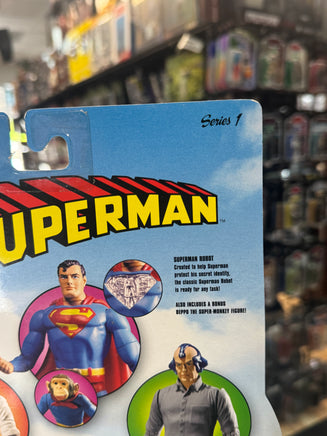 Series 1
SUPERMAN™
SUPERMAN ROBOT
Created to help Superman
protect his secret identity,
the classic Superman Robot
is ready for any task!
ALSO INCLUDES A BONUS
BEPPO THE SUPER-MONKEY FIGURE!